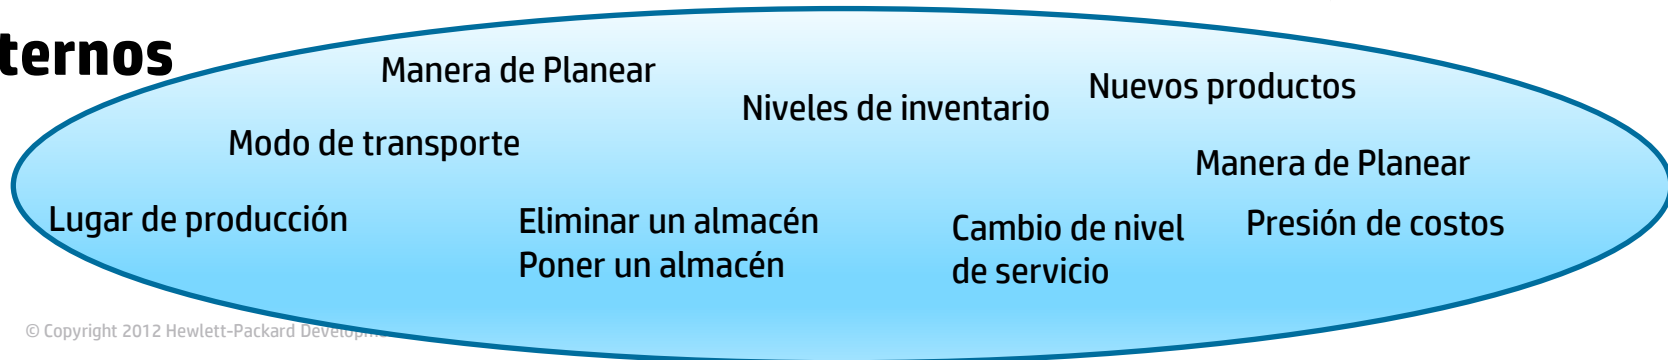 ternos
Manera de Planear
Nuevos productos
Niveles de inventario
Modo de transporte
Manera de Planear
Lugar de producción
Eliminar un almacén
Poner un almacén
Cambio de nivel
de servicio
Presión de costos
© Copyright 2012 Hewlett-Packard